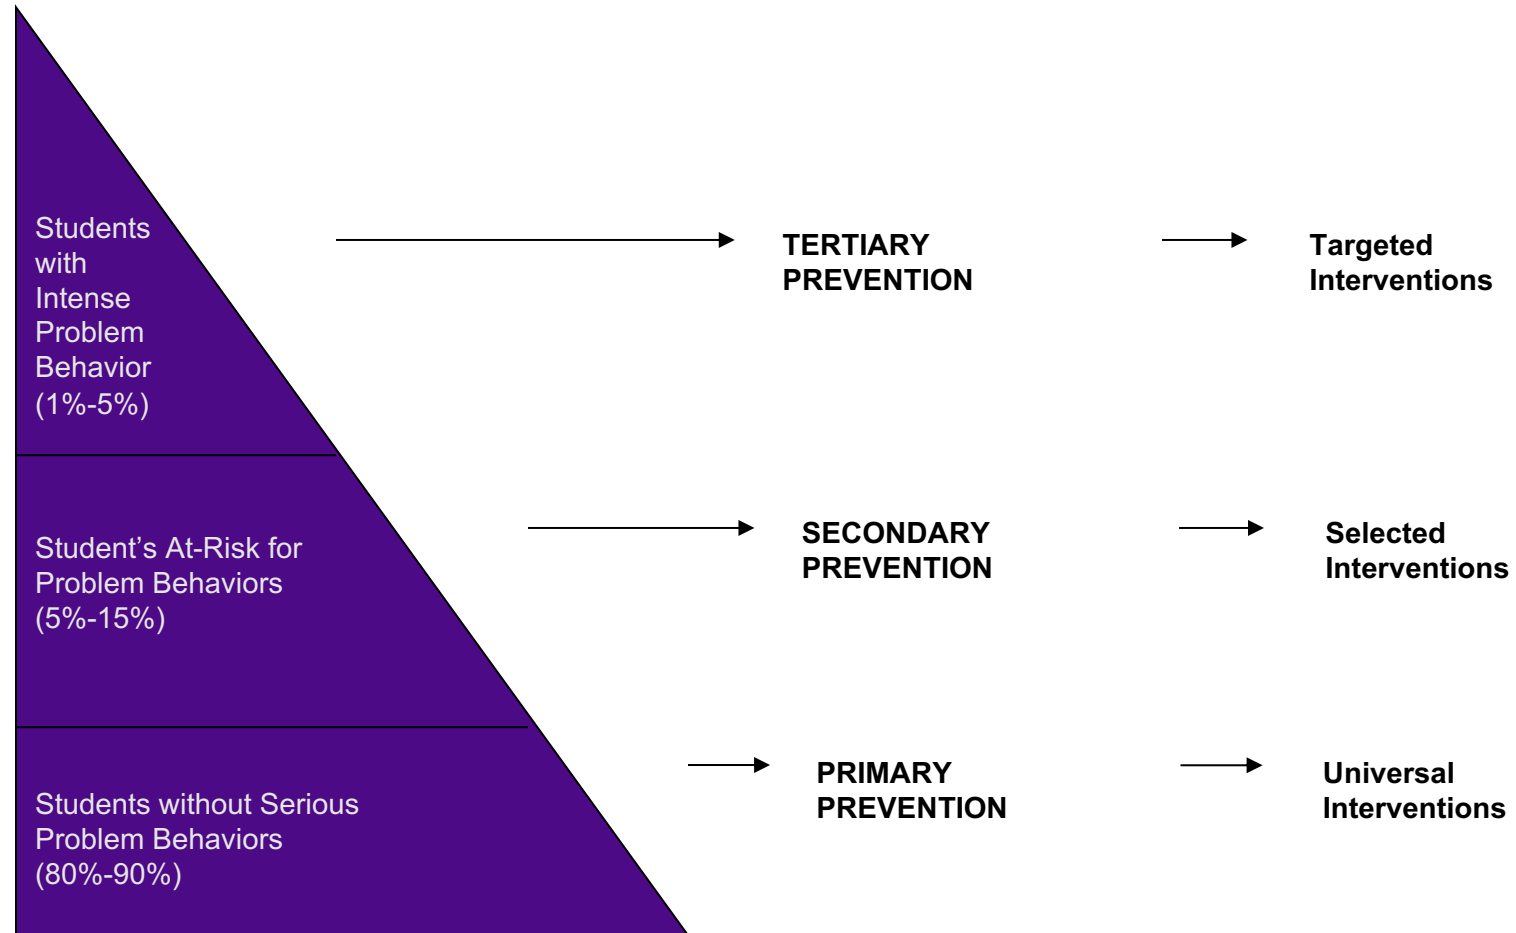 Students
with
Intense
Problem
Behavior
(1%-5%)
TERTIARY
PREVENTION
Targeted
Interventions
Student’s At-Risk for
Problem Behaviors
(5%-15%)
SECONDARY
PREVENTION
Selected
Interventions
Students without Serious
Problem Behaviors
(80%-90%)
PRIMARY
PREVENTION
Universal
Interventions